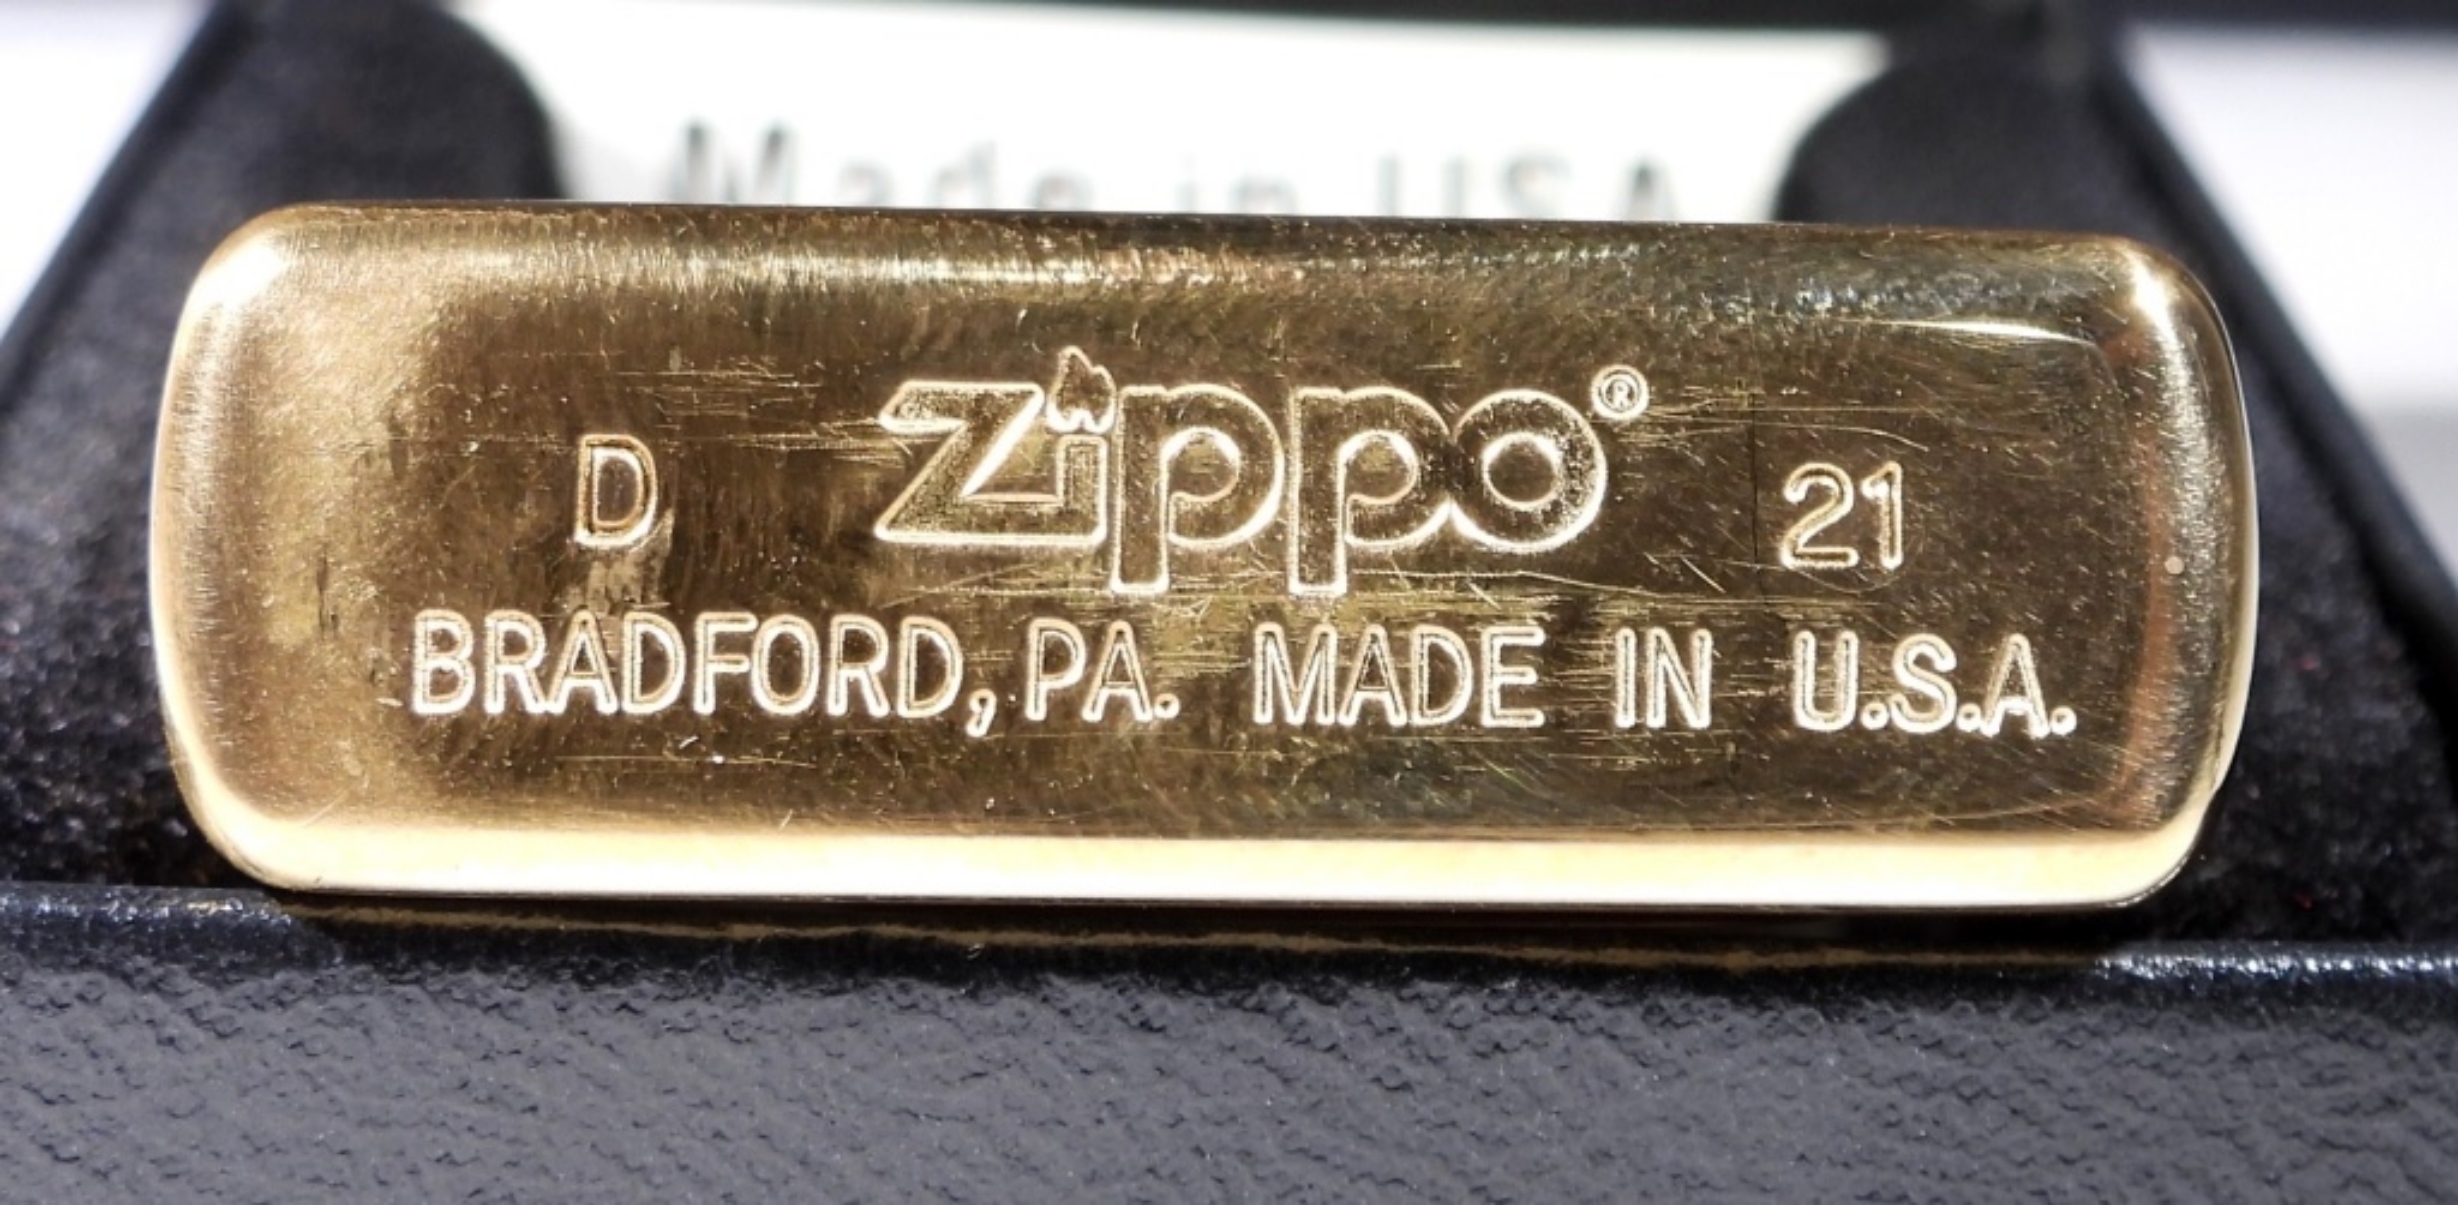 Made in USA
D Zippo® 21
BRADFORD, PA. MADE IN U.S.A.